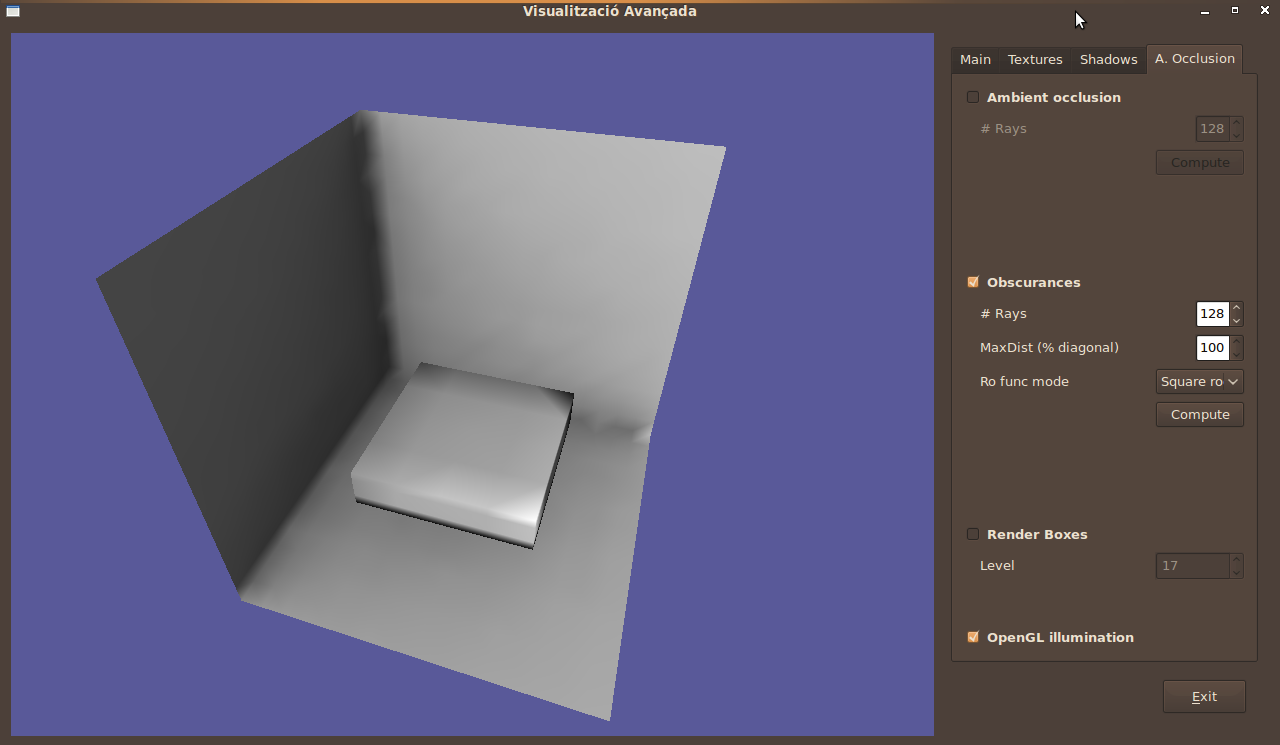 Visualització Avançada
Main Textures Shadows A. Occlusion
Ambient occlusion
# Rays 128
Compute
Obscurances
# Rays 128
MaxDist (% diagonal) 100
Ro func mode Square ro
Compute
Render Boxes
Level 17
OpenGL illumination
Exit